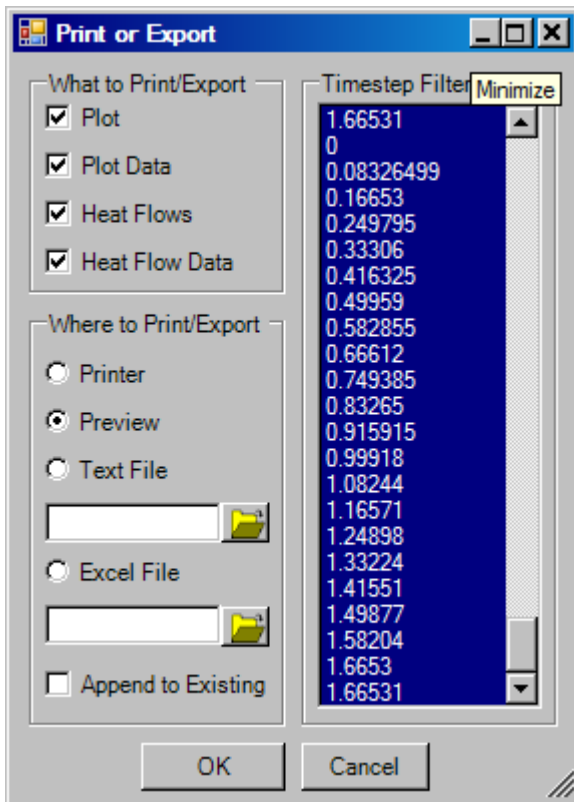 Print or Export
What to Print/Export
Plot
Plot Data
Heat Flows
Heat Flow Data
Where to Print/Export
Printer
Preview
Text File
Excel File
Append to Existing
Timestep Filter
Minimize
1.66531
0
0.08326499
0.16653
0.249795
0.33306
0.416325
0.49959
0.582855
0.66612
0.749385
0.83265
0.915915
0.99918
1.08244
1.16571
1.24898
1.33224
1.41551
1.49877
1.58204
1.6653
1.66531
OK
Cancel